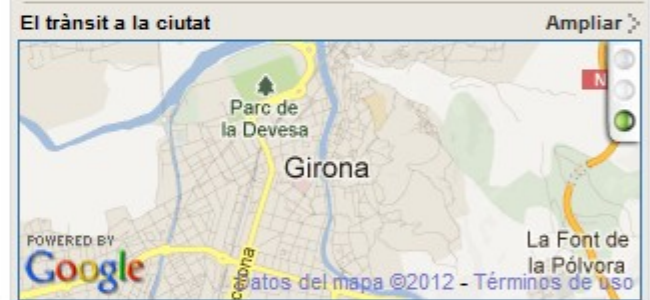 El trànsit a la ciutat
Ampliar >
N
Parc de
la Devesa
Girona
POWERED BY
Google
celona
La Font de
la Pólvora
Datos del mapa ©2012 - Términos de uso